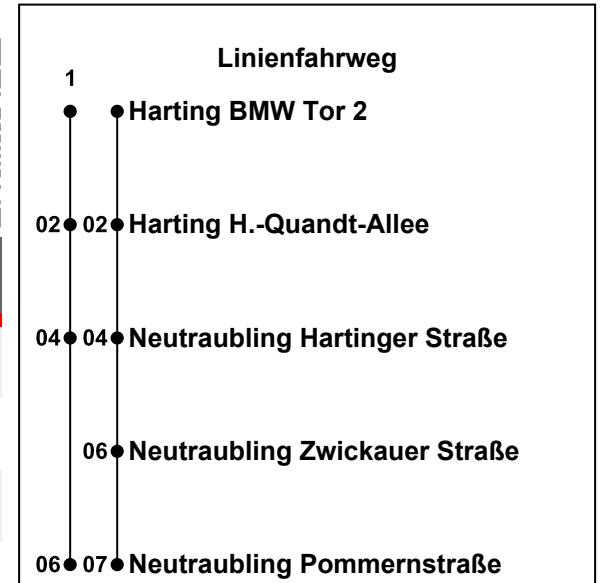 Linienfahrweg
1
Harting BMW Tor 2
02 02 Harting H.-Quandt-Allee
04 04 Neutraubling Hartinger Straße
06 Neutraubling Zwickauer Straße
06 07 Neutraubling Pommernstraße